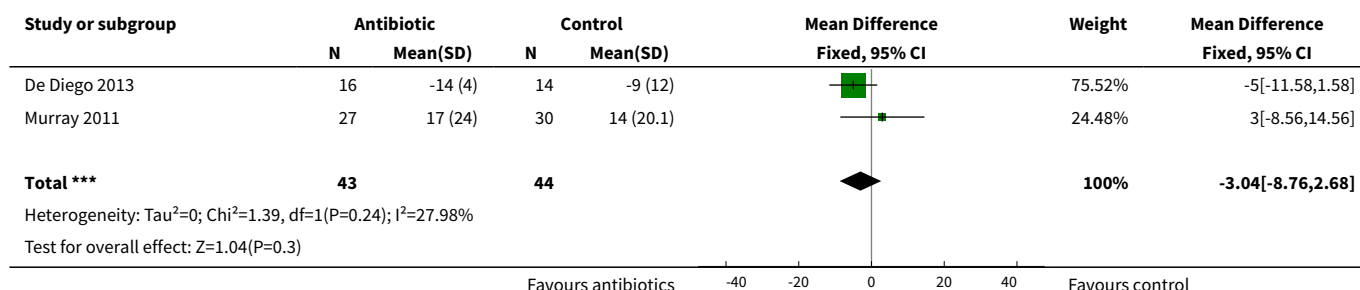 Study or subgroup Antibiotic Control Mean Difference Weight Mean Difference
N Mean(SD) N Mean(SD) Fixed, 95% CI Fixed, 95% CI
De Diego 2013 16 -14 (4) 14 -9 (12) 75.52% -5[-11.58,1.58]
Murray 2011 27 17 (24) 30 14 (20.1) 24.48% 3[-8.56,14.56]
Total *** 43 44 100% -3.04[-8.76,2.68]
Heterogeneity: Tau²=0; Chi²=1.39, df=1(P=0.24); I²=27.98%
Test for overall effect: Z=1.04(P=0.3)
Favours antibiotics -40 -20 0 20 40 Favours control